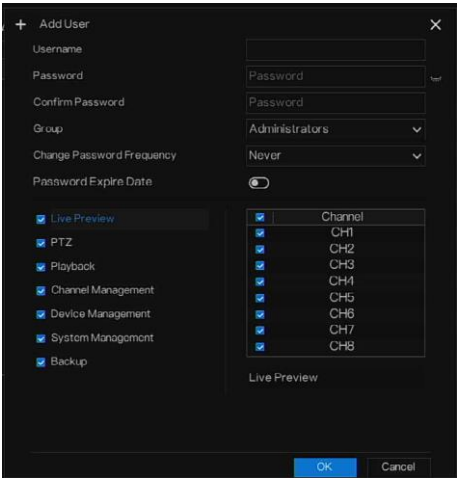 + Add User ×
Username
Password Password
Confirm Password Password
Group Administrators
Change Password Frequency Never
Password Expire Date
Live Preview
PTZ
Playback
Channel Management
Device Management
System Management
Backup
Channel
CH1
CH2
CH3
CH4
CH5
CH6
CH7
CH8
Live Preview
OK Cancel